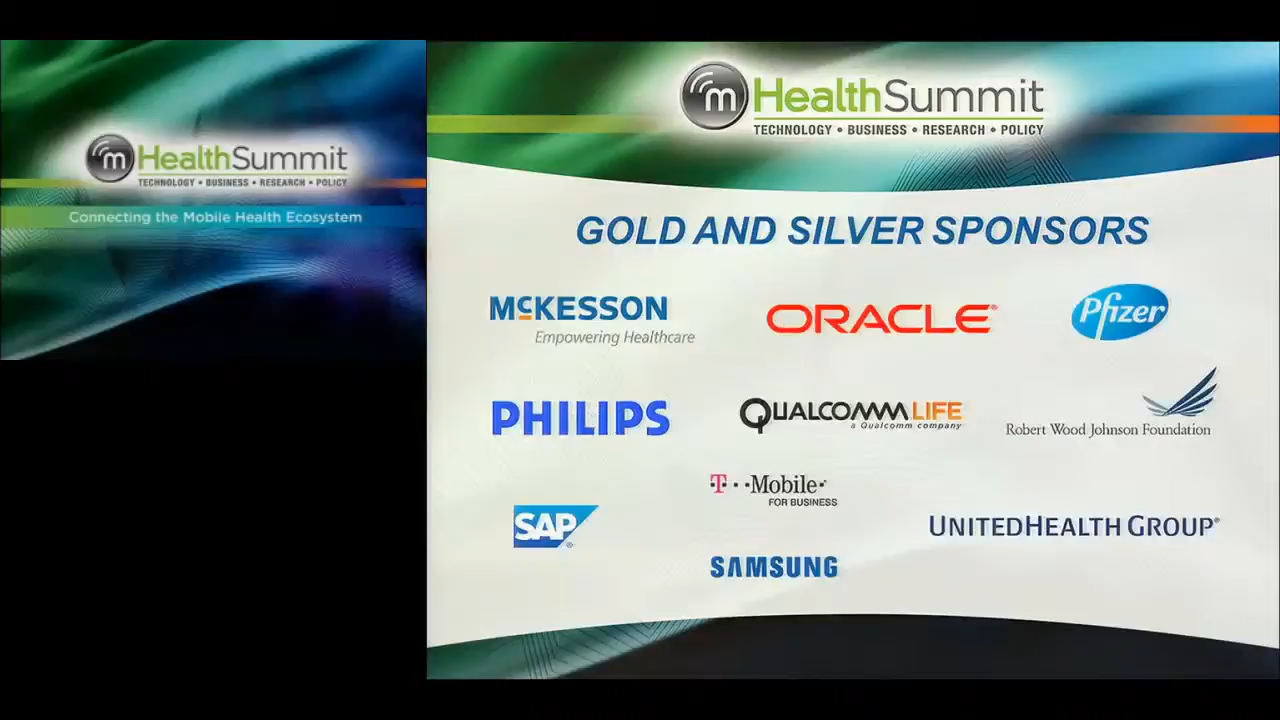 m HealthSummit
TECHNOLOGY • BUSINESS • RESEARCH • POLICY
Connecting the Mobile Health Ecosystem
m HealthSummit
TECHNOLOGY • BUSINESS • RESEARCH • POLICY
GOLD AND SILVER SPONSORS
McKESSON
Empowering Healthcare
ORACLE®
Pfizer
PHILIPS
QUALCOMM LIFE
a Qualcomm company
Robert Wood Johnson Foundation
T · · Mobile ·
FOR BUSINESS
SAP ®
UNITEDHEALTH GROUP®
SAMSUNG